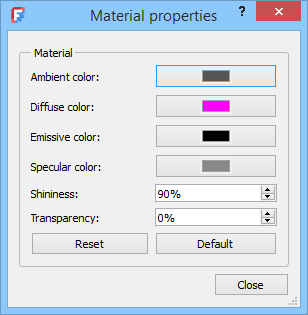 Material properties
Material
Ambient color:
Diffuse color:
Emissive color:
Specular color:
Shininess: 90%
Transparency: 0%
Reset Default
Close